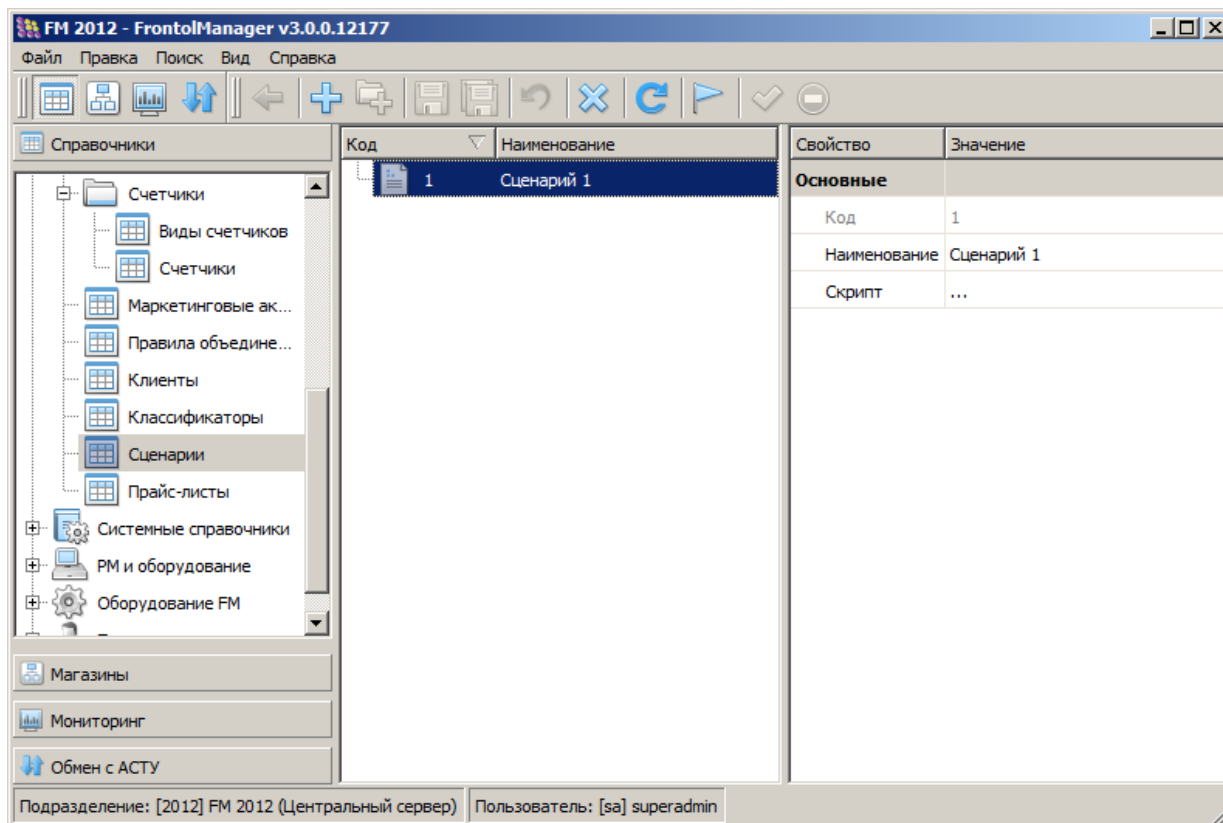 FM 2012 - FrontolManager v3.0.0.12177
Файл Правка Поиск Вид Справка
Справочники
Счетчики
Виды счетчиков
Счетчики
Маркетинговые ак...
Правила объедине...
Клиенты
Классификаторы
Сценарии
Прайс-листы
Системные справочники
РМ и оборудование
Оборудование FM
Магазины
Мониторинг
Обмен с АСТУ
Код Наименование
1 Сценарий 1
Свойство Значение
Основные
Код 1
Наименование Сценарий 1
Скрипт ...
Подразделение: [2012] FM 2012 (Центральный сервер) Пользователь: [sa] superadmin